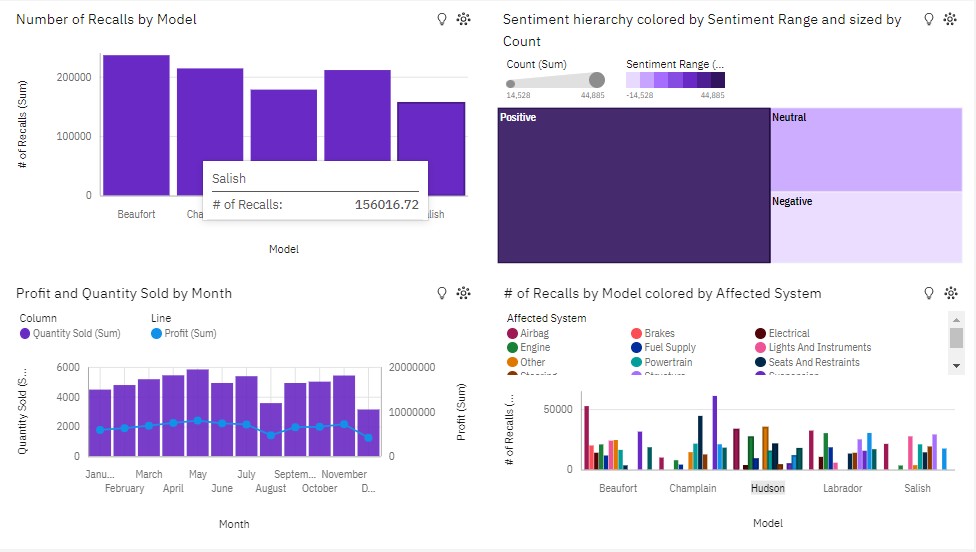 Number of Recalls by Model
# of Recalls (Sum)
200000
100000
0
Beaufort
Cha
lish
Salish
# of Recalls: 156016.72
Model
Sentiment hierarchy colored by Sentiment Range and sized by
Count
Count (Sum)
14,528 44,885
Sentiment Range (...
-14,528 44,885
Positive
Neutral
Negative
Profit and Quantity Sold by Month
Column
Quantity Sold (Sum)
Line
Profit (Sum)
Quantity Sold (S...
6000
4000
2000
0
20000000
10000000
0
Profit (Sum)
Janu... March May July Septem... November
February April June August October D...
Month
# of Recalls by Model colored by Affected System
Affected System
Airbag Brakes Electrical
Engine Fuel Supply Lights And Instruments
Other Powertrain Seats And Restraints
Steering Structure Suspension
# of Recalls (...
50000
0
Beaufort Champlain Hudson Labrador Salish
Model